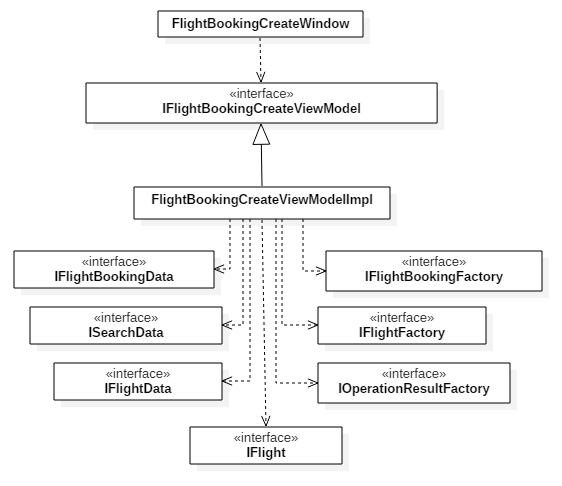 FlightBookingCreateWindow
«interface»
IFlightBookingCreateViewModel
FlightBookingCreateViewModelImpl
«interface»
IFlightBookingData
«interface»
IFlightBookingFactory
«interface»
ISearchData
«interface»
IFlightFactory
«interface»
IFlightData
«interface»
IOperationResultFactory
«interface»
IFlight